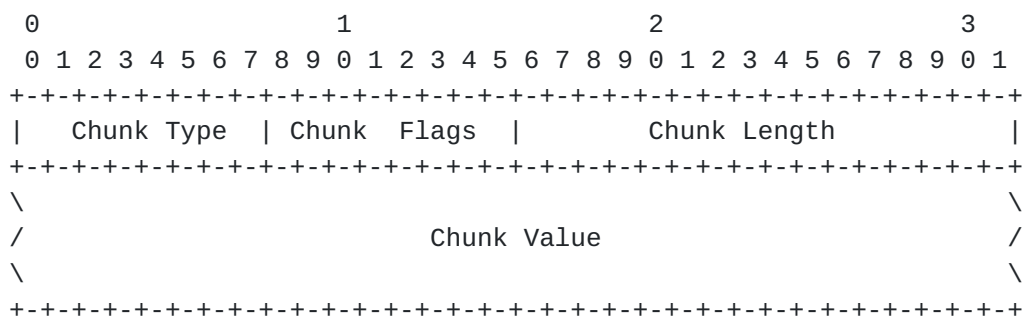 0                   1                   2                   3
 0 1 2 3 4 5 6 7 8 9 0 1 2 3 4 5 6 7 8 9 0 1 2 3 4 5 6 7 8 9 0 1
+-+-+-+-+-+-+-+-+-+-+-+-+-+-+-+-+-+-+-+-+-+-+-+-+-+-+-+-+-+-+-+-+
|   Chunk Type  | Chunk  Flags  |        Chunk Length           |
+-+-+-+-+-+-+-+-+-+-+-+-+-+-+-+-+-+-+-+-+-+-+-+-+-+-+-+-+-+-+-+-+
\                                                               \
/                          Chunk Value                          /
\                                                               \
+-+-+-+-+-+-+-+-+-+-+-+-+-+-+-+-+-+-+-+-+-+-+-+-+-+-+-+-+-+-+-+-+